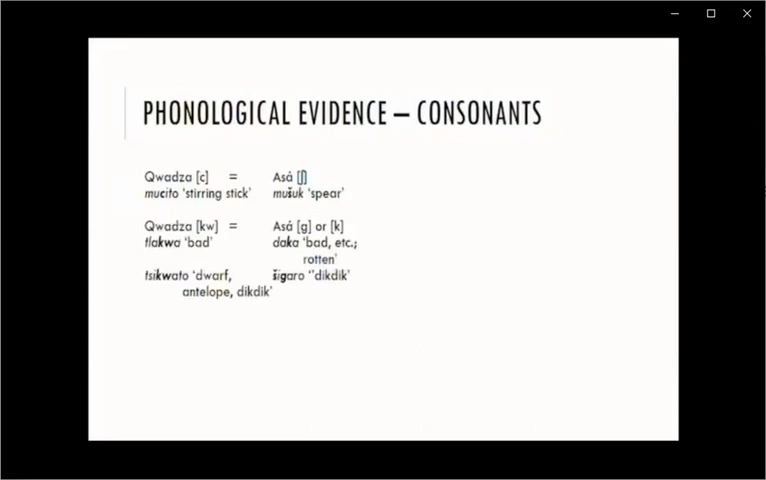 PHONOLOGICAL EVIDENCE – CONSONANTS
Qwadza [c] = Asá [ʃ]
mucito 'stirring stick' mušuk 'spear'
Qwadza [kw] = Asá [g] or [k]
tlakwa 'bad' daka 'bad, etc.;
rotten'
tsikwato 'dwarf, šigaro ''dikdik'
antelope, dikdik'